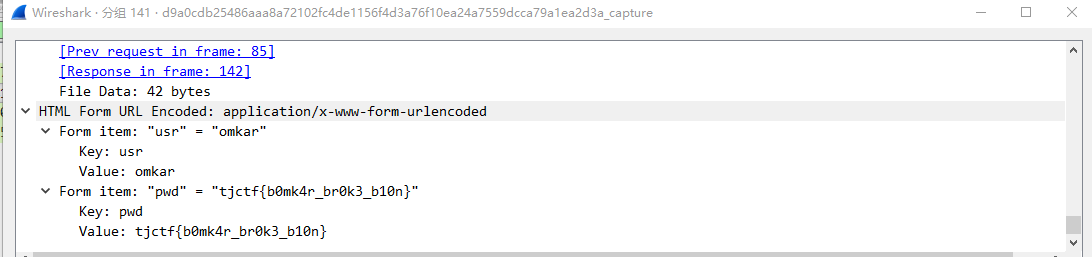 Wireshark · 分组 141 · d9a0cdb25486aaa8a72102fc4de1156f4d3a76f10ea24a7559dcca79a1ea2d3a_capture
[Prev request in frame: 85]
[Response in frame: 142]
File Data: 42 bytes
HTML Form URL Encoded: application/x-www-form-urlencoded
Form item: "usr" = "omkar"
Key: usr
Value: omkar
Form item: "pwd" = "tjctf{b0mk4r_br0k3_b10n}"
Key: pwd
Value: tjctf{b0mk4r_br0k3_b10n}